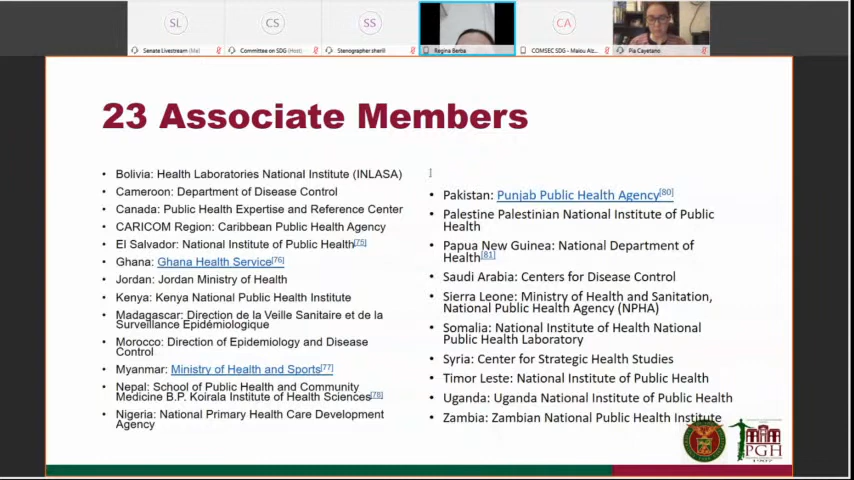 SL
CS
SS
CA
Senate Livestream (Me)
Committee on SDG (Host)
Stenographer sherill
Regina Berba
COMSEC SDG - Malou Alc...
Pia Cayetano
23 Associate Members
• Bolivia: Health Laboratories National Institute (INLASA)
• Cameroon: Department of Disease Control
• Canada: Public Health Expertise and Reference Center
• CARICOM Region: Caribbean Public Health Agency
• El Salvador: National Institute of Public Health[75]
• Ghana: Ghana Health Service[76]
• Jordan: Jordan Ministry of Health
• Kenya: Kenya National Public Health Institute
• Madagascar: Direction de la Veille Sanitaire et de la
Surveillance Epidémiologique
• Morocco: Direction of Epidemiology and Disease
Control
• Myanmar: Ministry of Health and Sports[77]
• Nepal: School of Public Health and Community
Medicine B.P. Koirala Institute of Health Sciences[78]
• Nigeria: National Primary Health Care Development
Agency
]
• Pakistan: Punjab Public Health Agency[80]
• Palestine Palestinian National Institute of Public
Health
• Papua New Guinea: National Department of
Health[81]
• Saudi Arabia: Centers for Disease Control
• Sierra Leone: Ministry of Health and Sanitation,
National Public Health Agency (NPHA)
• Somalia: National Institute of Health National
Public Health Laboratory
• Syria: Center for Strategic Health Studies
• Timor Leste: National Institute of Public Health
• Uganda: Uganda National Institute of Public Health
• Zambia: Zambian National Public Health Institute
PGH
1907